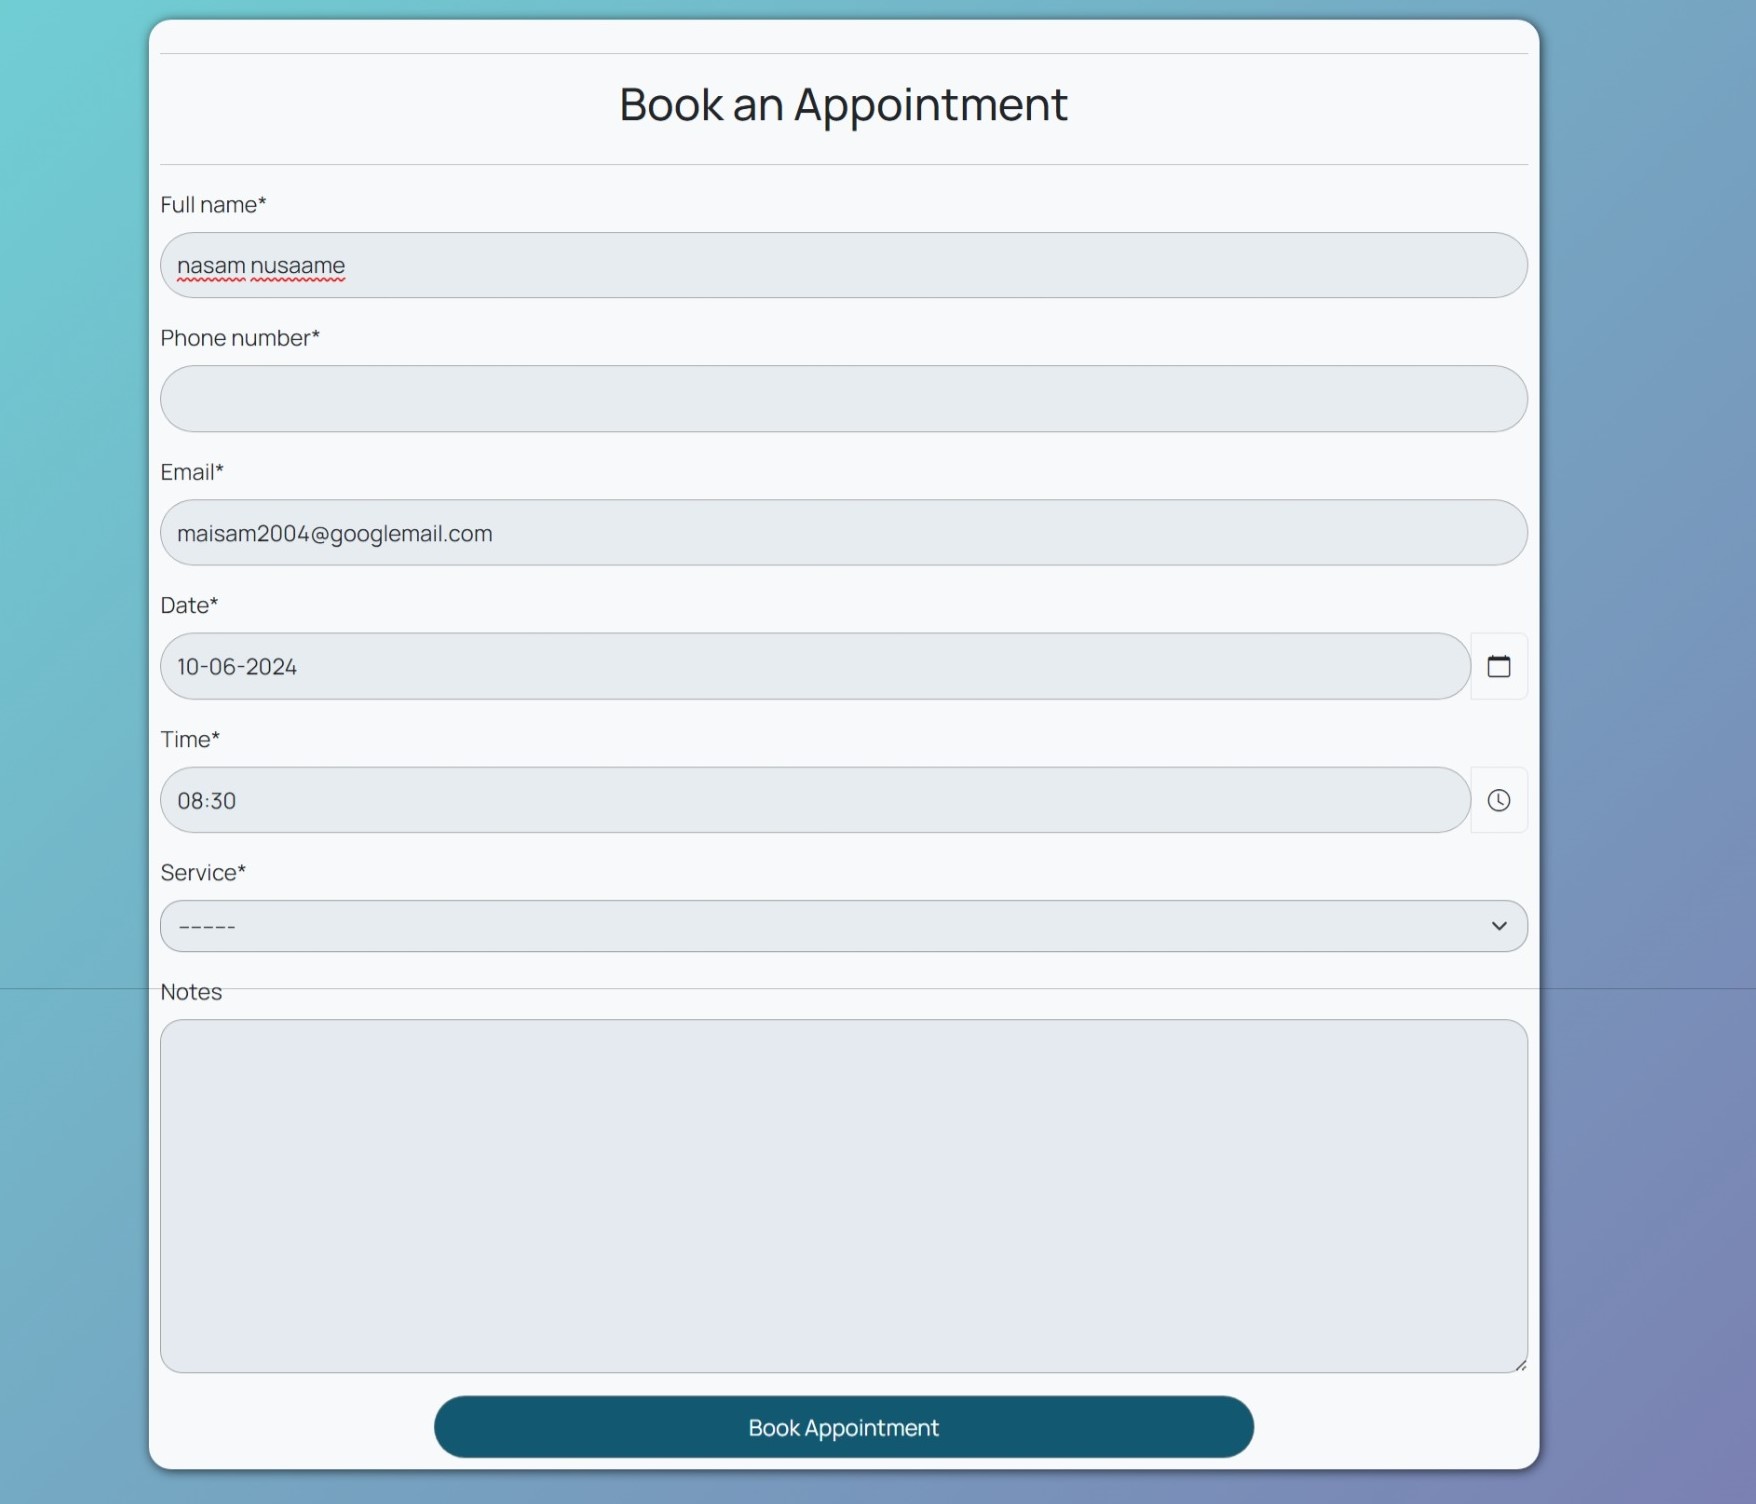 Book an Appointment
Full name*
nasam nusaame
Phone number*
Email*
maisam2004@googlemail.com
Date*
10-06-2024
Time*
08:30
Service*
------
Notes
Book Appointment